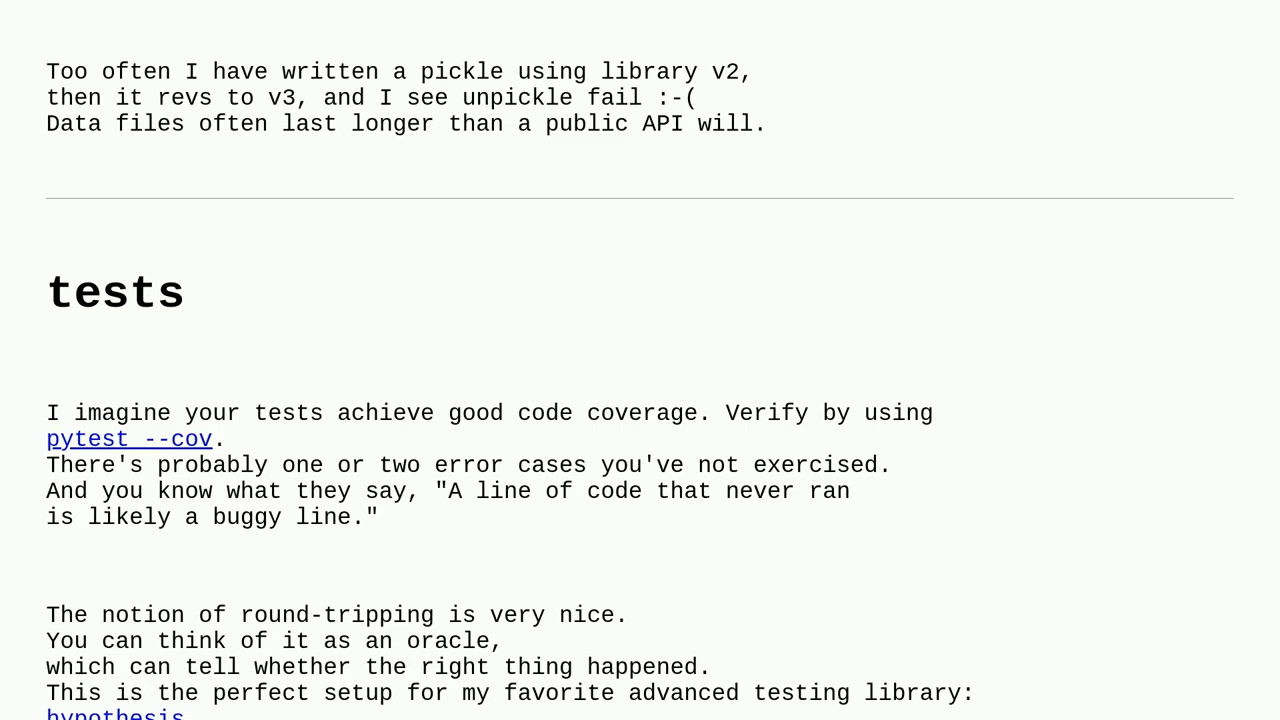 Too often I have written a pickle using library v2,
then it revs to v3, and I see unpickle fail :-(
Data files often last longer than a public API will.
tests
I imagine your tests achieve good code coverage. Verify by using
pytest --cov.
There's probably one or two error cases you've not exercised.
And you know what they say, "A line of code that never ran
is likely a buggy line."
The notion of round-tripping is very nice.
You can think of it as an oracle,
which can tell whether the right thing happened.
This is the perfect setup for my favorite advanced testing library:
hypothesis